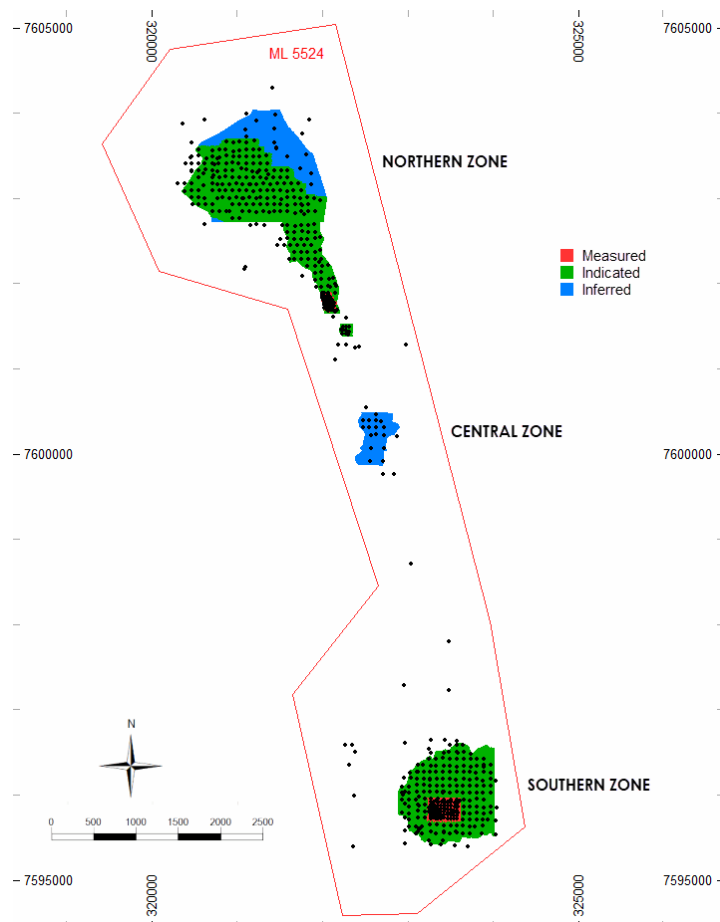 7605000
320000
325000
7605000
ML 5524
NORTHERN ZONE
Measured
Indicated
Inferred
CENTRAL ZONE
7600000
7600000
N
SOUTHERN ZONE
0 500 1000 1500 2000 2500
7595000
320000
325000
7595000